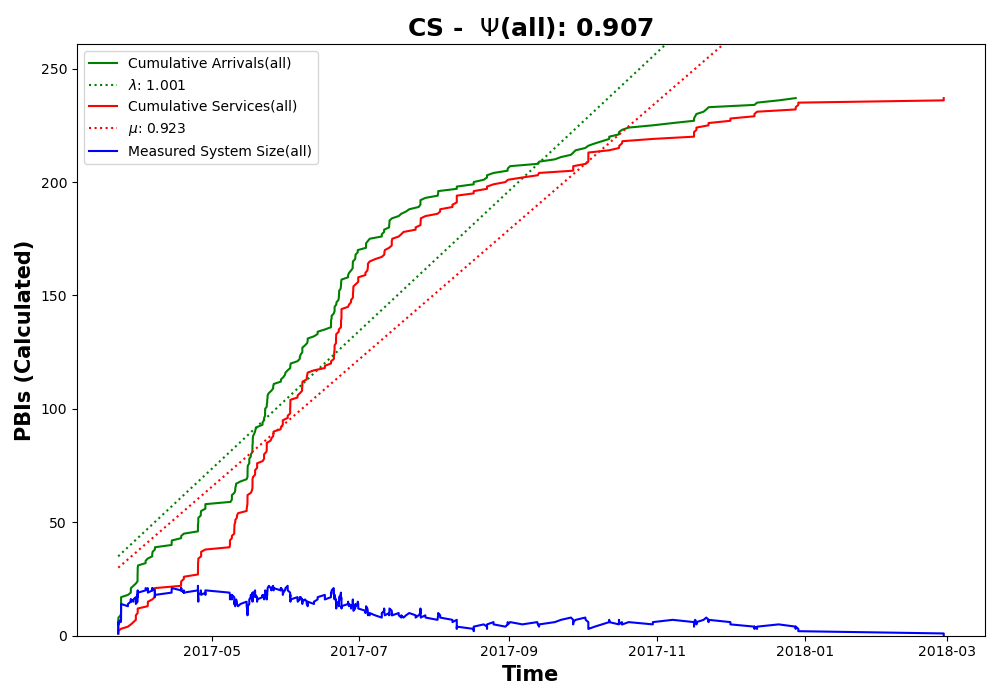 CS -  Ψ(all): 0.907
Cumulative Arrivals(all)
λ: 1.001
Cumulative Services(all)
μ: 0.923
Measured System Size(all)
PBIs (Calculated)
250
200
150
100
50
0
2017-05 2017-07 2017-09 2017-11 2018-01 2018-03
Time